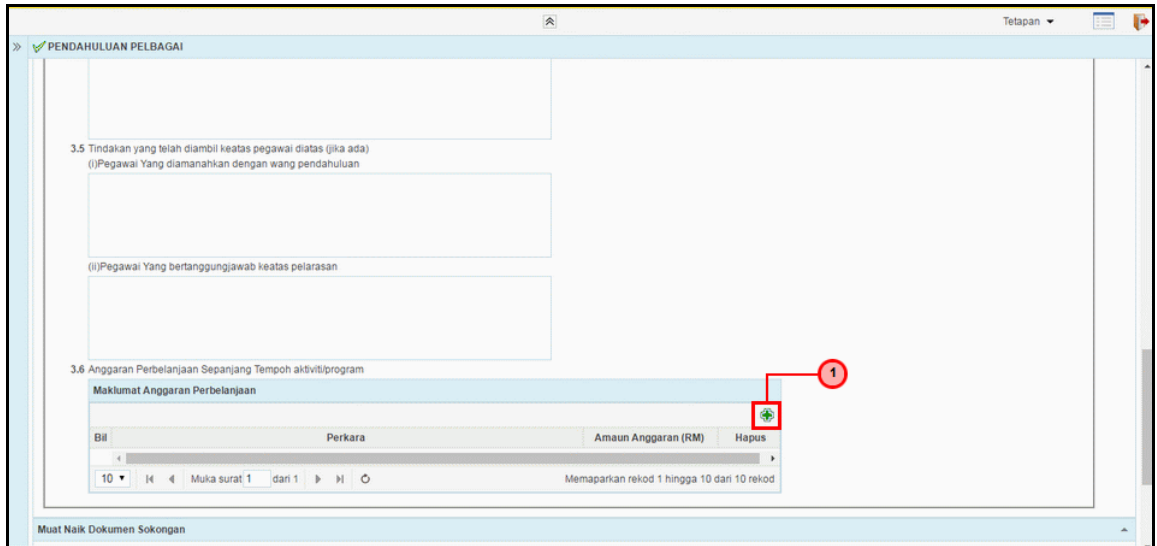 Tetapan
PENDAHULUAN PELBAGAI
3.5 Tindakan yang telah diambil keatas pegawai diatas (jika ada)
(i)Pegawai Yang diamanahkan dengan wang pendahuluan
(ii)Pegawai Yang bertanggungjawab keatas pelarasan
3.6 Anggaran Perbelanjaan Sepanjang Tempoh aktiviti/program
1
Maklumat Anggaran Perbelanjaan
Bil Perkara Amaun Anggaran (RM) Hapus
10 Muka surat 1 dari 1 Memaparkan rekod 1 hingga 10 dari 10 rekod
Muat Naik Dokumen Sokongan